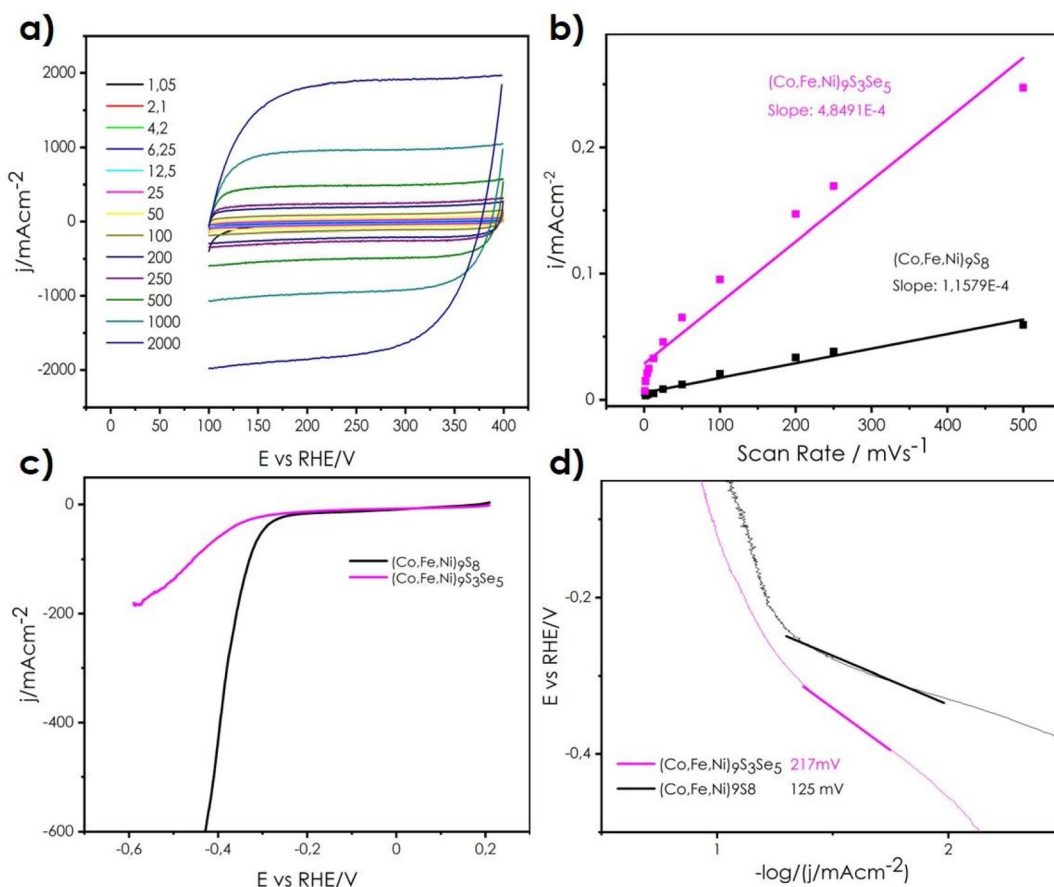 a)
j/mAcm-2
2000
1000
0
-1000
-2000
1,05
2,1
4,2
6,25
12,5
25
50
100
200
250
500
1000
2000
0 50 100 150 200 250 300 350 400
E vs RHE/V
b)
i/mAcm-2
0,2
0,1
0
(Co,Fe,Ni)9S3Se5
Slope: 4,8491E-4
(Co,Fe,Ni)9S8
Slope: 1,1579E-4
0 100 200 300 400 500
Scan Rate / mVs-1
c)
j/mAcm-2
0
-200
-400
-600
(Co,Fe,Ni)9S8
(Co,Fe,Ni)9S3Se5
-0,6 -0,4 -0,2 0 0,2
E vs RHE/V
d)
E vs RHE/V
-0,2
-0,4
(Co,Fe,Ni)9S3Se5 217mV
(Co,Fe,Ni)9S8 125 mV
1 2
-log/(j/mAcm-2)